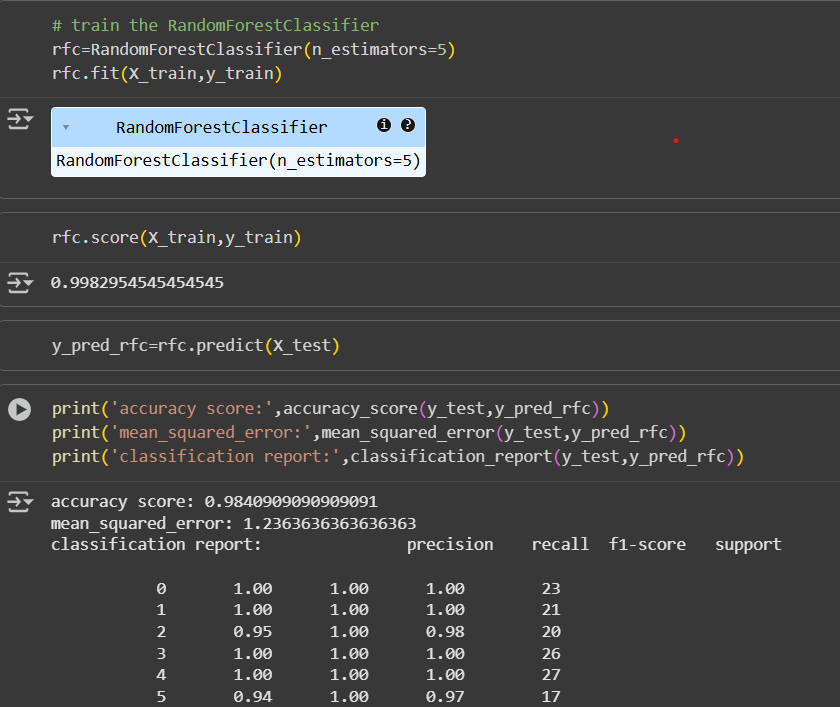 # train the RandomForestClassifier
rfc=RandomForestClassifier(n_estimators=5)
rfc.fit(X_train,y_train)
RandomForestClassifier
RandomForestClassifier(n_estimators=5)
rfc.score(X_train,y_train)
0.9982954545454545
y_pred_rfc=rfc.predict(X_test)
print('accuracy score:',accuracy_score(y_test,y_pred_rfc))
print('mean_squared_error:',mean_squared_error(y_test,y_pred_rfc))
print('classification report:',classification_report(y_test,y_pred_rfc))
accuracy score: 0.9840909090909091
mean_squared_error: 1.2363636363636363
classification report: precision recall f1-score support
0 1.00 1.00 1.00 23
1 1.00 1.00 1.00 21
2 0.95 1.00 0.98 20
3 1.00 1.00 1.00 26
4 1.00 1.00 1.00 27
5 0.94 1.00 0.97 17